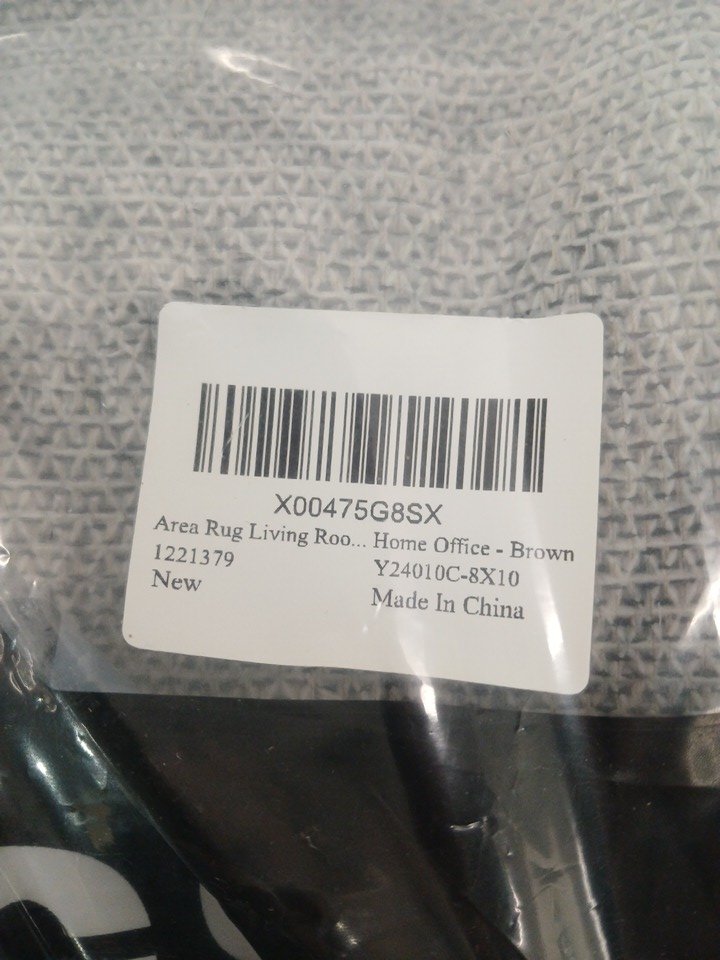 X00475G8SX
Area Rug Living Roo... Home Office - Brown
1221379 Y24010C-8X10
New Made In China